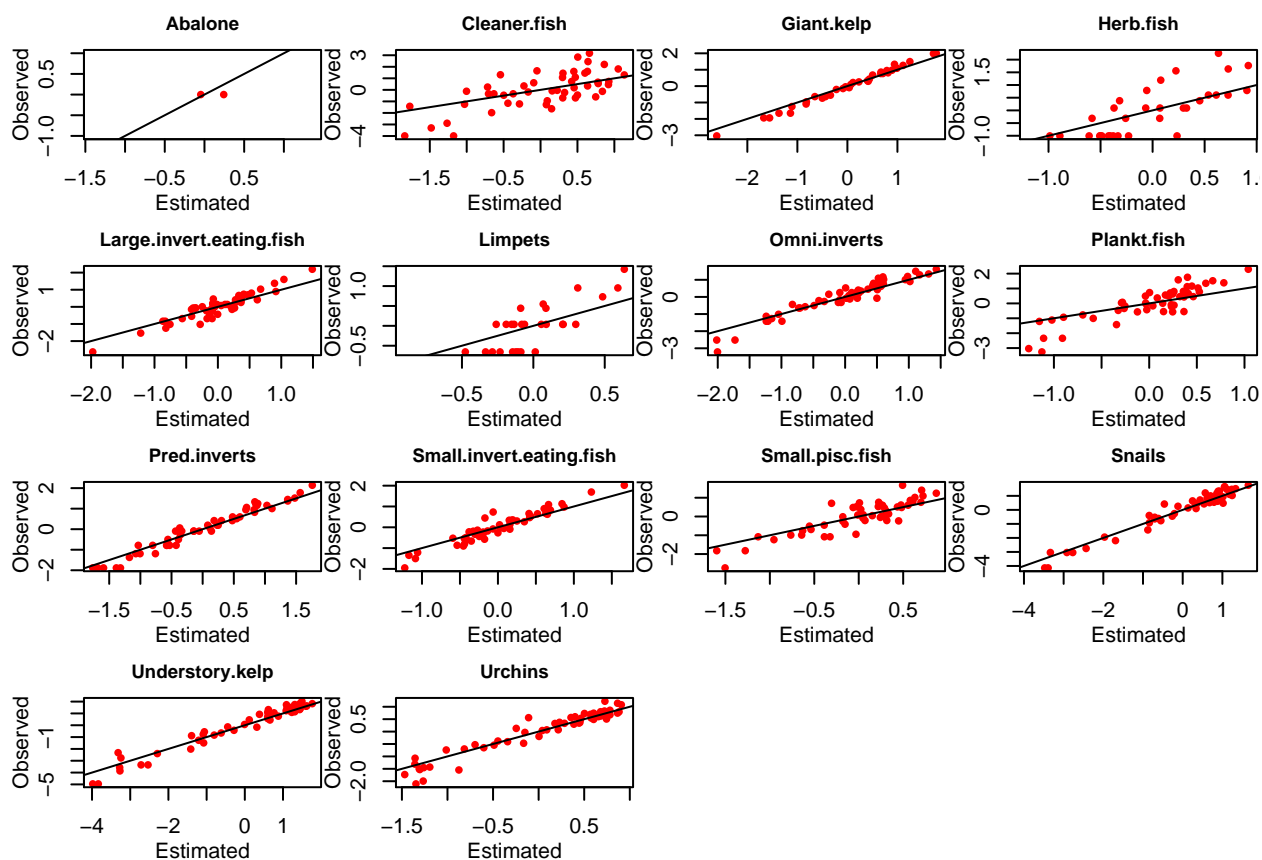 Abalone Cleaner.fish Giant.kelp Herb.fish
Observed Observed Observed Observed
−1.0 0.5 −4 0 3 −3 0 2 −1.0 1.5
−1.5 −0.5 0.5 −1.5 −0.5 0.5 −2 −1 0 1 −1.0 0.0 0.5 1.
Estimated Estimated Estimated Estimated
Large.invert.eating.fish Limpets Omni.inverts Plankt.fish
Observed Observed Observed Observed
−2 1 −0.5 1.0 −3 0 2 −3 0 2
−2.0 −1.0 0.0 1.0 −0.5 0.0 0.5 −2.0 −1.0 0.0 1.0 −1.0 0.0 1.0
Estimated Estimated Estimated Estimated
Pred.inverts Small.invert.eating.fish Small.pisc.fish Snails
Observed Observed Observed Observed
−2 0 2 −2 0 2 −2 0 −4 0
−1.5 −0.5 0.5 1.5 −1.0 0.0 1.0 −1.5 −0.5 0.5 −4 −2 0 1
Estimated Estimated Estimated Estimated
Understory.kelp Urchins
Observed Observed
−5 −1 −2.0 0.5
−4 −2 0 1 −1.5 −0.5 0.5
Estimated Estimated